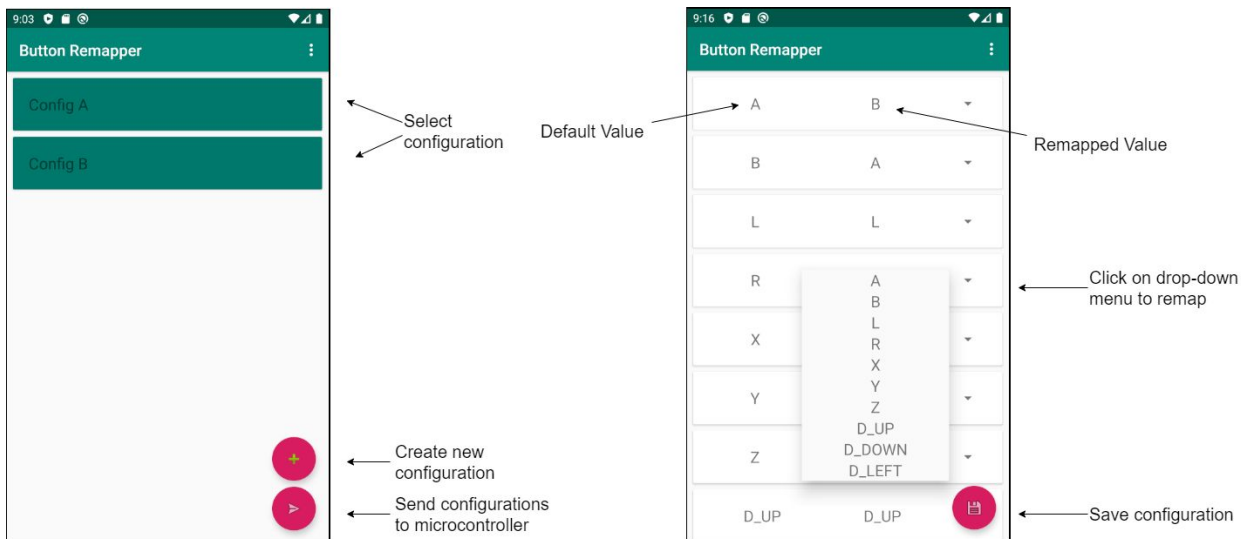 9:03
Button Remapper
Config A
Config B
Select
configuration
Create new
configuration
Send configurations
to microcontroller
9:16
Button Remapper
Default Value
A B
Remapped Value
B A
L L
R
Click on drop-down
menu to remap
X
Y
Z
A
B
L
R
X
Y
Z
D_UP
D_DOWN
D_LEFT
D_UP D_UP
Save configuration